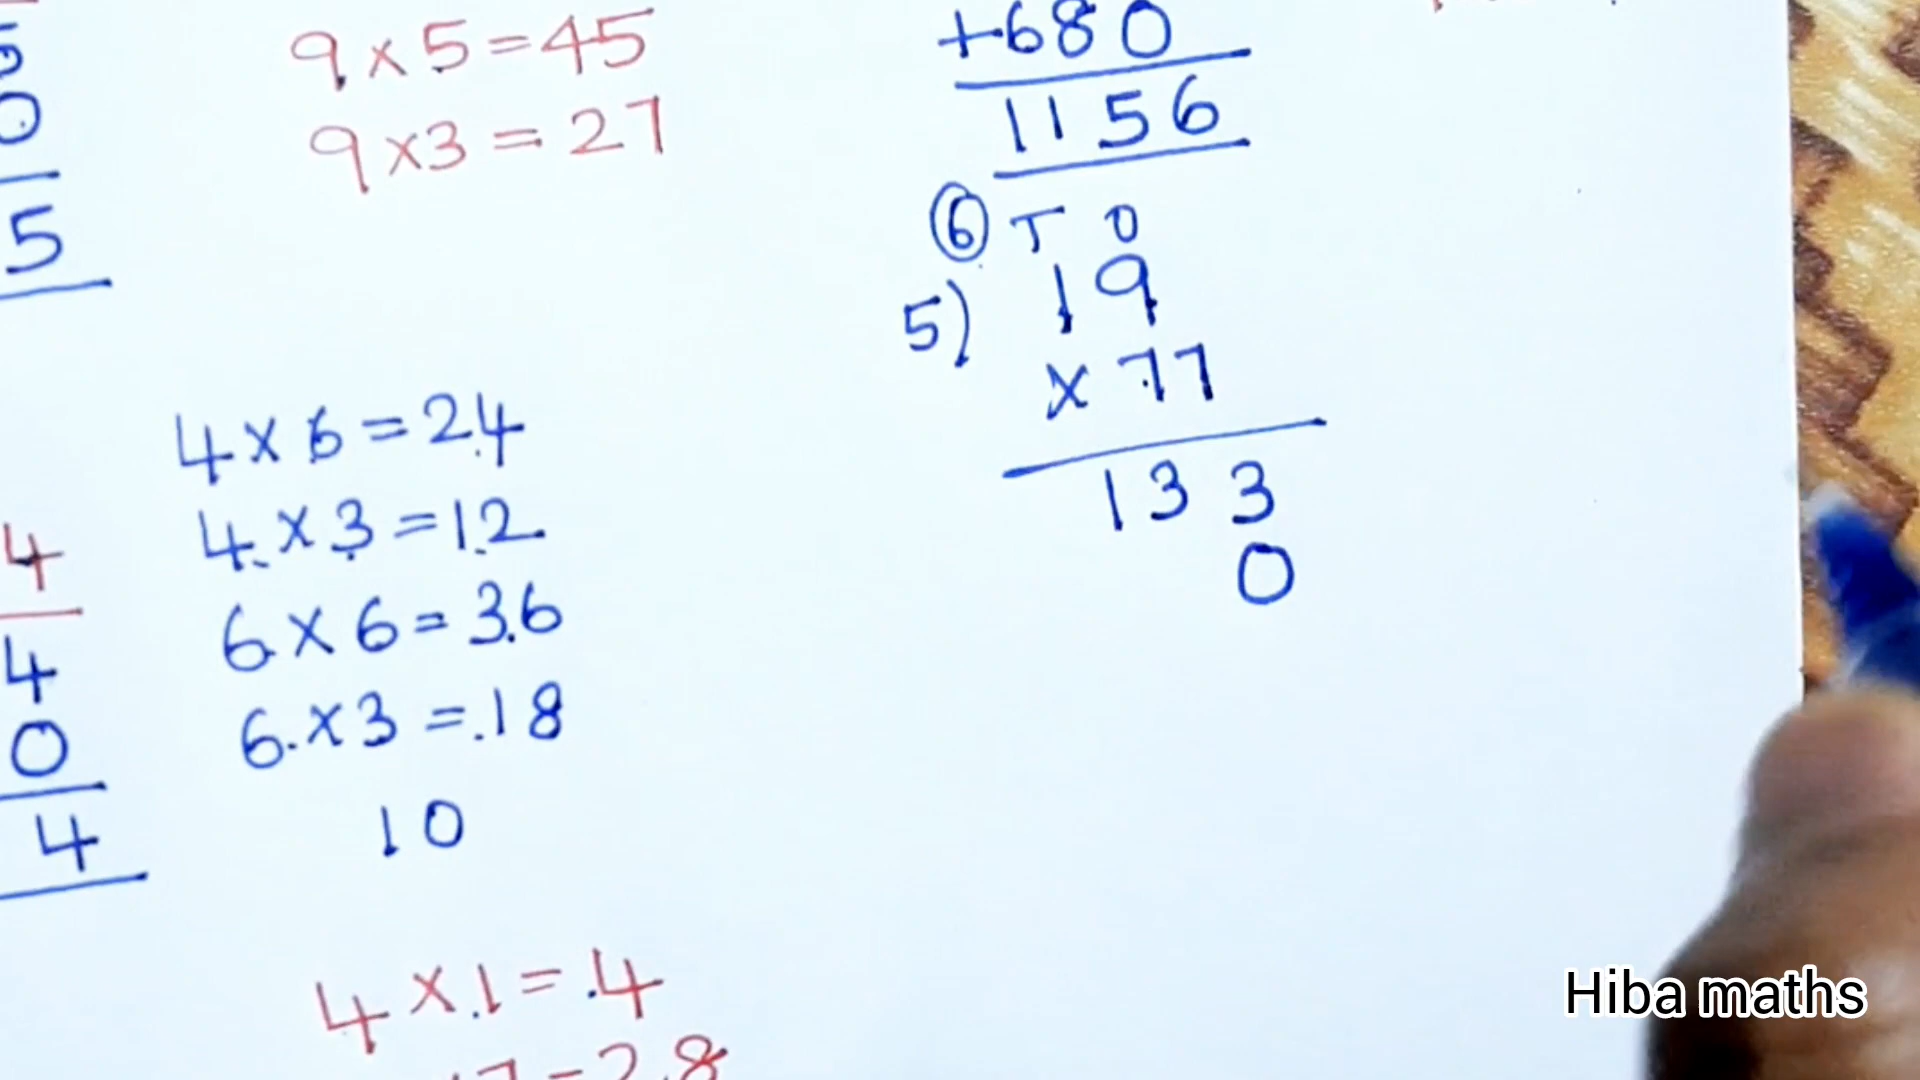 5
0
5
9 x 5 = 45
9 x 3 = 27
4
4
0
4
4 x 6 = 24
4 x 3 = 12
6 x 6 = 36
6 x 3 = 18
10
4 x 1 = 4
7 = 28
+680
1156
6 T O
5) 19
x 77
133
0
Hiba maths